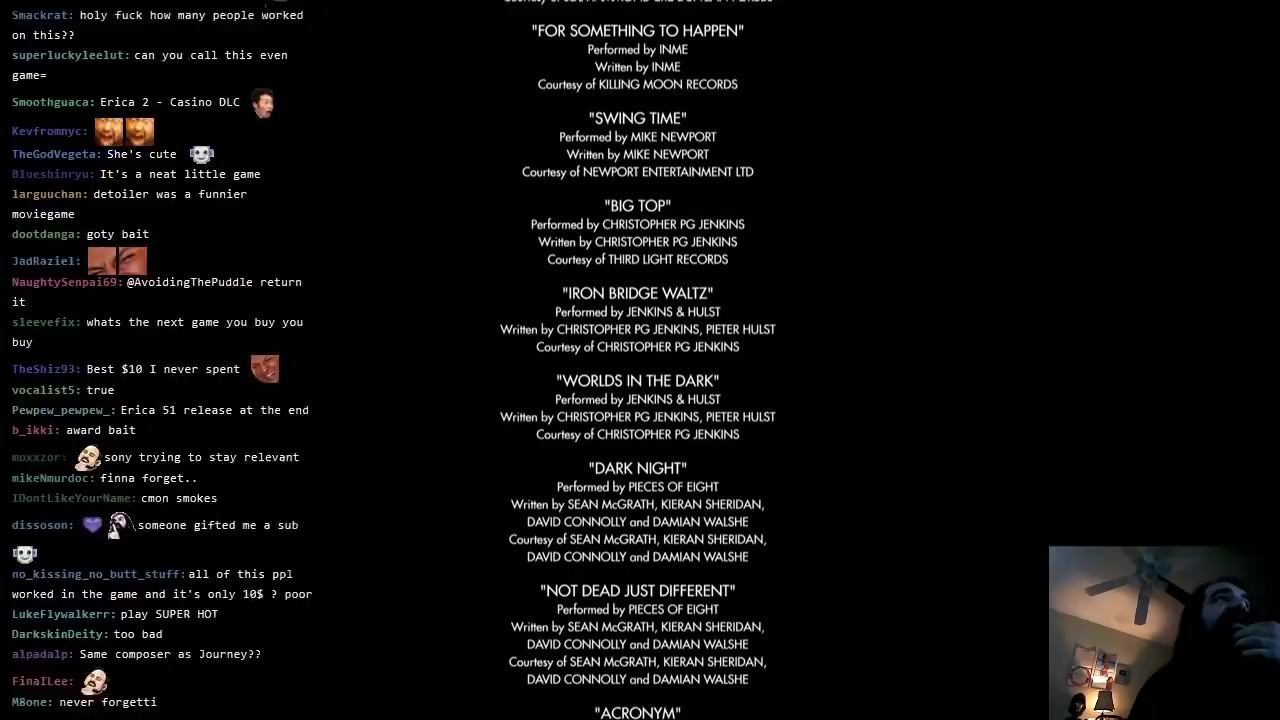 Smackrat: holy fuck how many people worked
on this??
superluckyleelut: can you call this even
game=
Smoothguaca: Erica 2 - Casino DLC
Kevfromnyc:
TheGodVegeta: She's cute
Blueshinryu: It's a neat little game
larguuchan: detoiler was a funnier
moviegame
dootdanga: goty bait
JadRaziel:
NaughtySenpai69: @AvoidingThePuddle return
it
sleevefix: whats the next game you buy you
buy
TheShiz93: Best $10 I never spent
vocalist5: true
Pewpew_pewpew_: Erica 51 release at the end
b_ikki: award bait
moxxzor: sony trying to stay relevant
mikeNmurdoc: finna forget..
IDontLikeYourName: cmon smokes
dissoson: someone gifted me a sub
no_kissing_no_butt_stuff: all of this ppl
worked in the game and it's only 10$ ? poor
LukeFlywalkerr: play SUPER HOT
DarkskinDeity: too bad
alpadalp: Same composer as Journey??
FinaILee:
M8one: never forgetti
"FOR SOMETHING TO HAPPEN"
Performed by INME
Written by INME
Courtesy of KILLING MOON RECORDS
"SWING TIME"
Performed by MIKE NEWPORT
Written by MIKE NEWPORT
Courtesy of NEWPORT ENTERTAINMENT LTD
"BIG TOP"
Performed by CHRISTOPHER PG JENKINS
Written by CHRISTOPHER PG JENKINS
Courtesy of THIRD LIGHT RECORDS
"IRON BRIDGE WALTZ"
Performed by JENKINS & HULST
Written by CHRISTOPHER PG JENKINS, PIETER HULST
Courtesy of CHRISTOPHER PG JENKINS
"WORLDS IN THE DARK"
Performed by JENKINS & HULST
Written by CHRISTOPHER PG JENKINS, PIETER HULST
Courtesy of CHRISTOPHER PG JENKINS
"DARK NIGHT"
Performed by PIECES OF EIGHT
Written by SEAN McGRATH, KIERAN SHERIDAN,
DAVID CONNOLLY and DAMIAN WALSHE
Courtesy of SEAN McGRATH, KIERAN SHERIDAN,
DAVID CONNOLLY and DAMIAN WALSHE
"NOT DEAD JUST DIFFERENT"
Performed by PIECES OF EIGHT
Written by SEAN McGRATH, KIERAN SHERIDAN,
DAVID CONNOLLY and DAMIAN WALSHE
Courtesy of SEAN McGRATH, KIERAN SHERIDAN,
DAVID CONNOLLY and DAMIAN WALSHE
"ACRONYM"